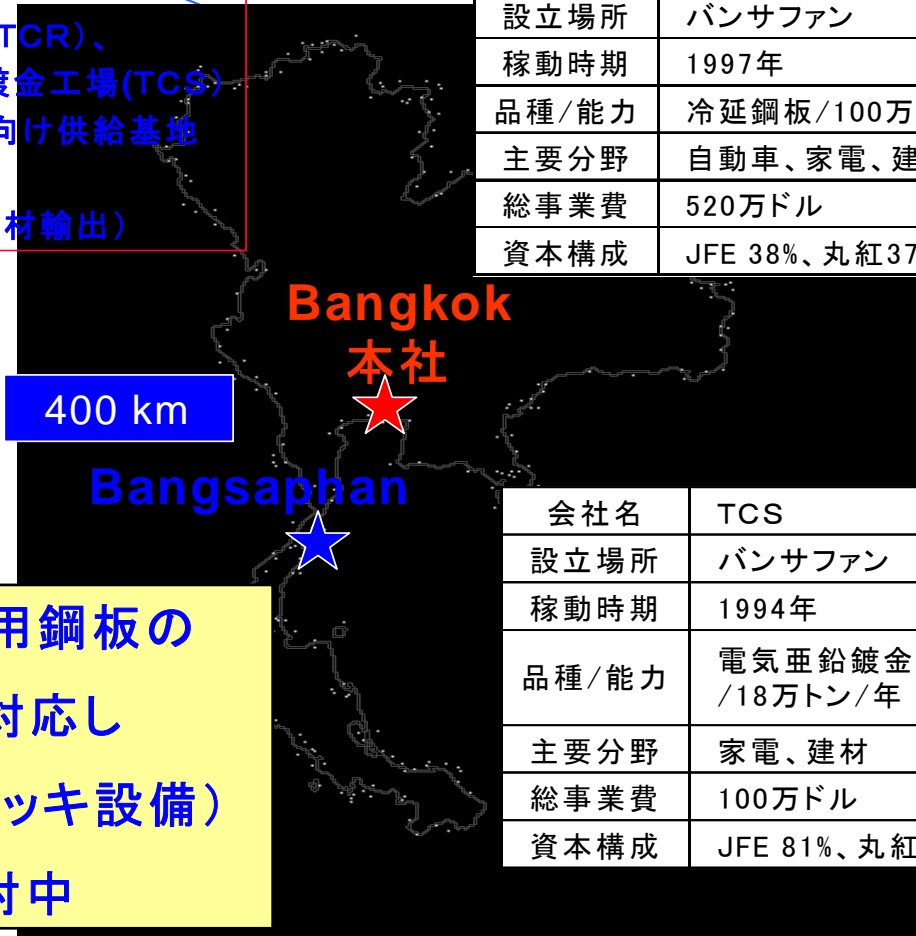 TCR)、
鍍金工場(TCS)
向け供給基地
材輸出)
設立場所 バンサファン
稼動時期 1997年
品種/能力 冷延鋼板/100万
主要分野 自動車、家電、建
総事業費 520万ドル
資本構成 JFE 38%、丸紅37
Bangkok
本社
400 km
Bangsaphan
用鋼板の
対応し
ッキ設備)
討中
会社名 TCS
設立場所 バンサファン
稼動時期 1994年
品種/能力 電気亜鉛鍍金
/18万トン/年
主要分野 家電、建材
総事業費 100万ドル
資本構成 JFE 81%、丸紅